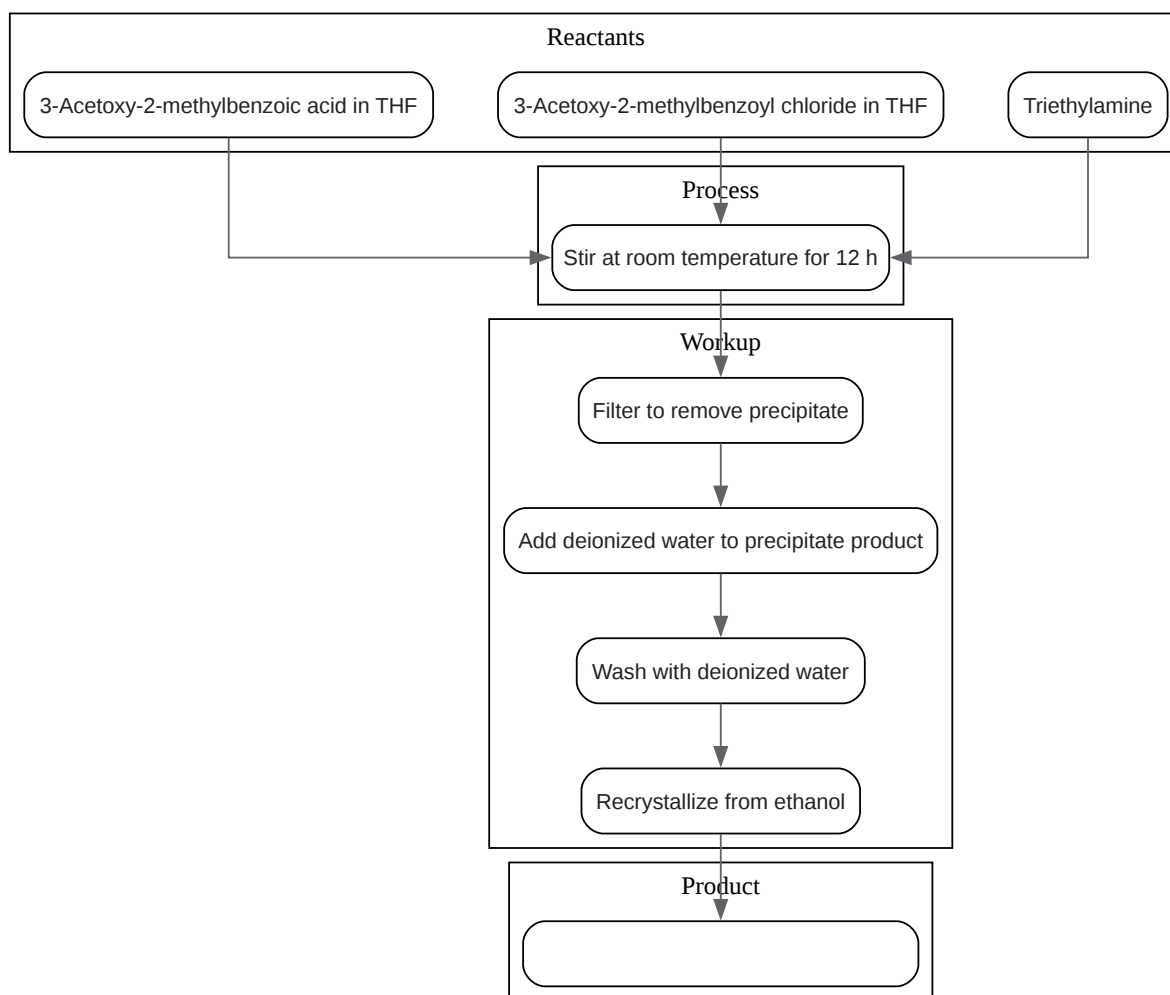 Reactants
3-Acetoxy-2-methylbenzoic acid in THF
3-Acetoxy-2-methylbenzoyl chloride in THF
Triethylamine
Process
Stir at room temperature for 12 h
Workup
Filter to remove precipitate
Add deionized water to precipitate product
Wash with deionized water
Recrystallize from ethanol
Product